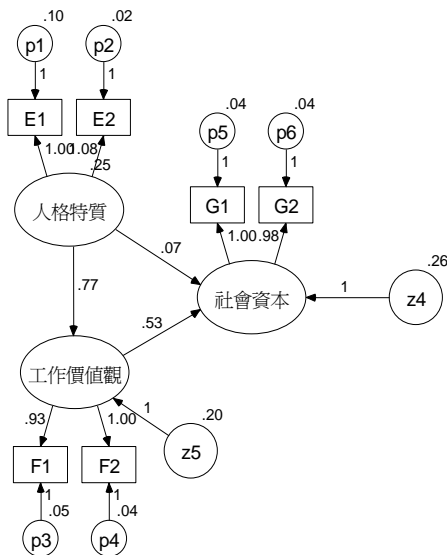 .10 .02
p1 p2
1 1
E1 E2
1.00 1.08
.25
人格特質
.04 .04
p5 p6
1 1
G1 G2
1.00 .98
.07
.77
社會資本
1
.26
z4
.53
工作價值觀
.93 1.00
1
.20
z5
F1 F2
1 1
.05 .04
p3 p4